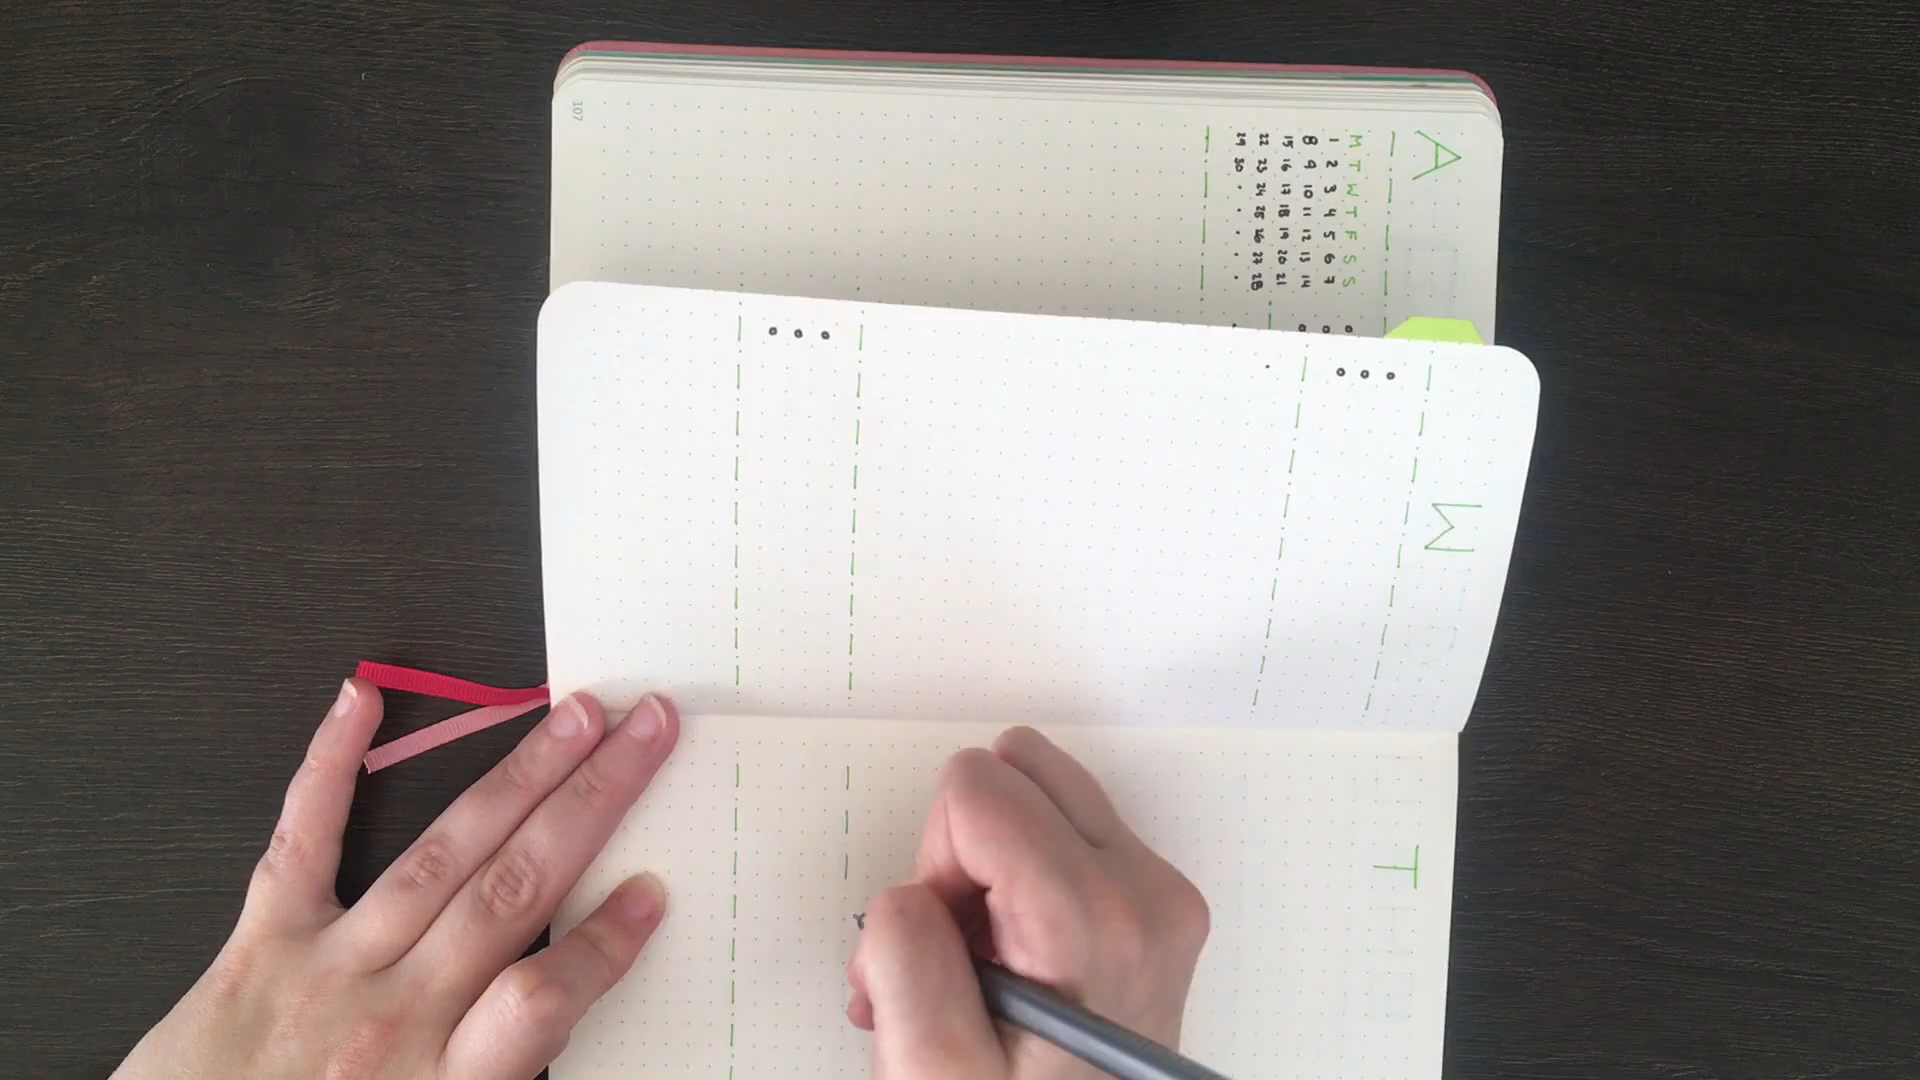 107
A
M T W T F S S
1 2 3 4 5 6 7
8 9 10 11 12 13 14
15 16 17 18 19 20 21
22 23 24 25 26 27 28
29 30
W
T